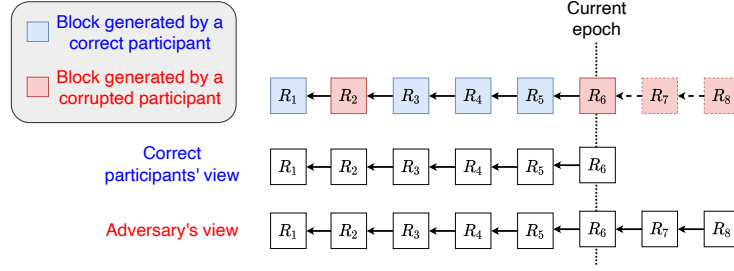 Current
epoch
Block generated by a
correct participant
Block generated by a
corrupted participant
R1 R2 R3 R4 R5 R6 R7 R8
Correct
participants' view
R1 R2 R3 R4 R5 R6
Adversary's view
R1 R2 R3 R4 R5 R6 R7 R8